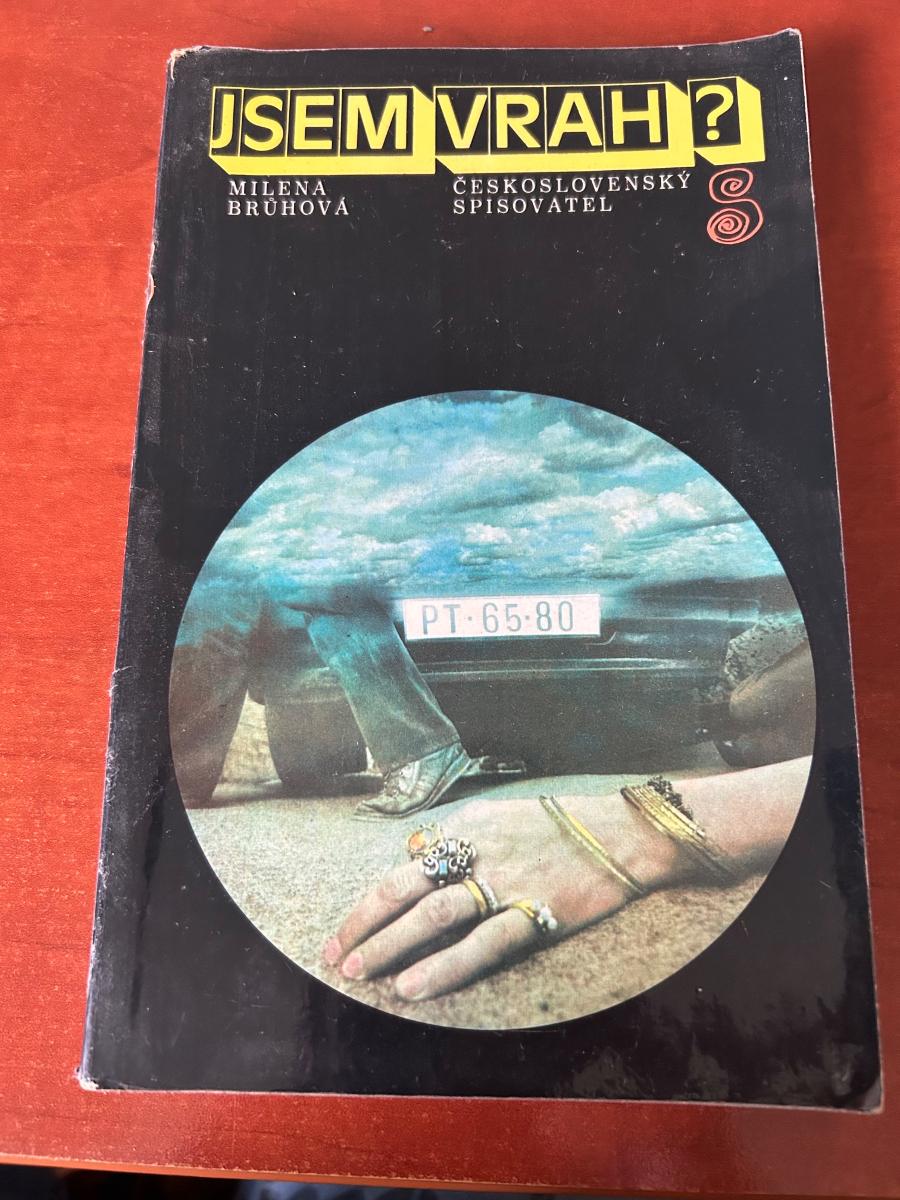 JSEM VRAH?
MILENA
BRŮHOVÁ
ČESKOSLOVENSKÝ
SPISOVATEL
PT·65·80